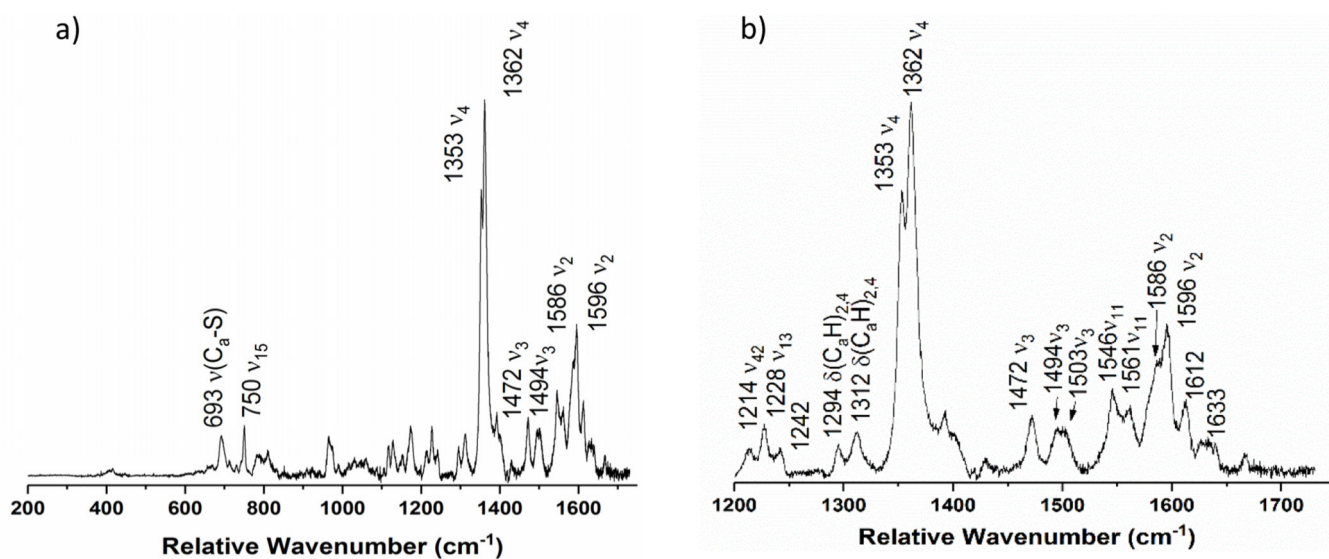 a)
693 ν(Ca-S)
750 ν15
1353 ν4
1362 ν4
1472 ν3
1494ν3
1586 ν2
1596 ν2
200 400 600 800 1000 1200 1400 1600
Relative Wavenumber (cm-1)
b)
1214 ν42
1228 ν13
1242
1294 δ(CaH)2,4
1312 δ(CaH)2,4
1353 ν4
1362 ν4
1472 ν3
1494ν3
1503ν3
1546ν11
1561ν11
1586 ν2
1596 ν2
1612
1633
1200 1300 1400 1500 1600 1700
Relative Wavenumber (cm-1)